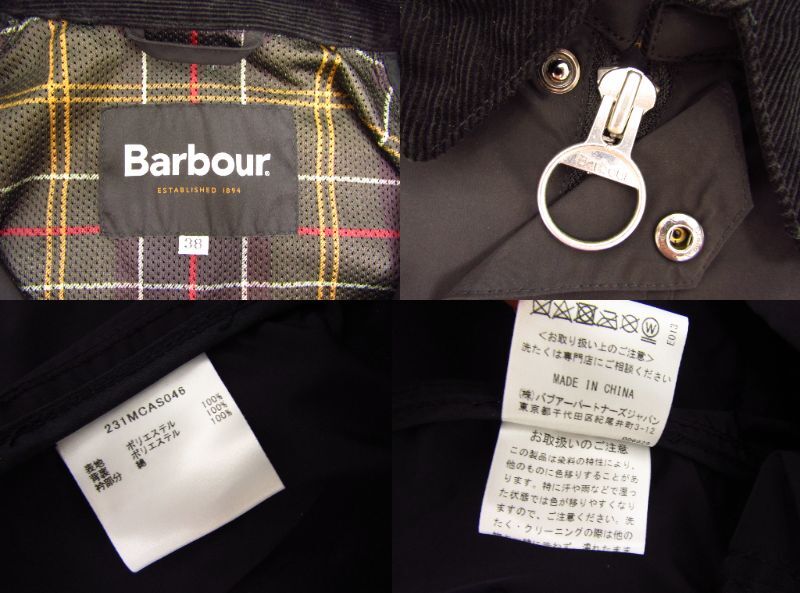 Barbour
ESTABLISHED 1894
38
Barbour
231MCAS046
表地 ポリエステル 100%
背裏 ポリエステル 100%
衿部分 綿 100%
E013
<お取り扱い上のご注意>
洗たくは専門店にご相談ください
MADE IN CHINA
(株)バブアーパートナーズジャパン
東京都千代田区紀尾井町3-12
お取扱いのご注意
この製品は染料の特性により、
他のものに色移りすることがあ
ります。特に汗や雨などで湿っ
た状態では色が移りやすくなり
ますので、ご注意ください。洗
たく・クリーニングの際は他の